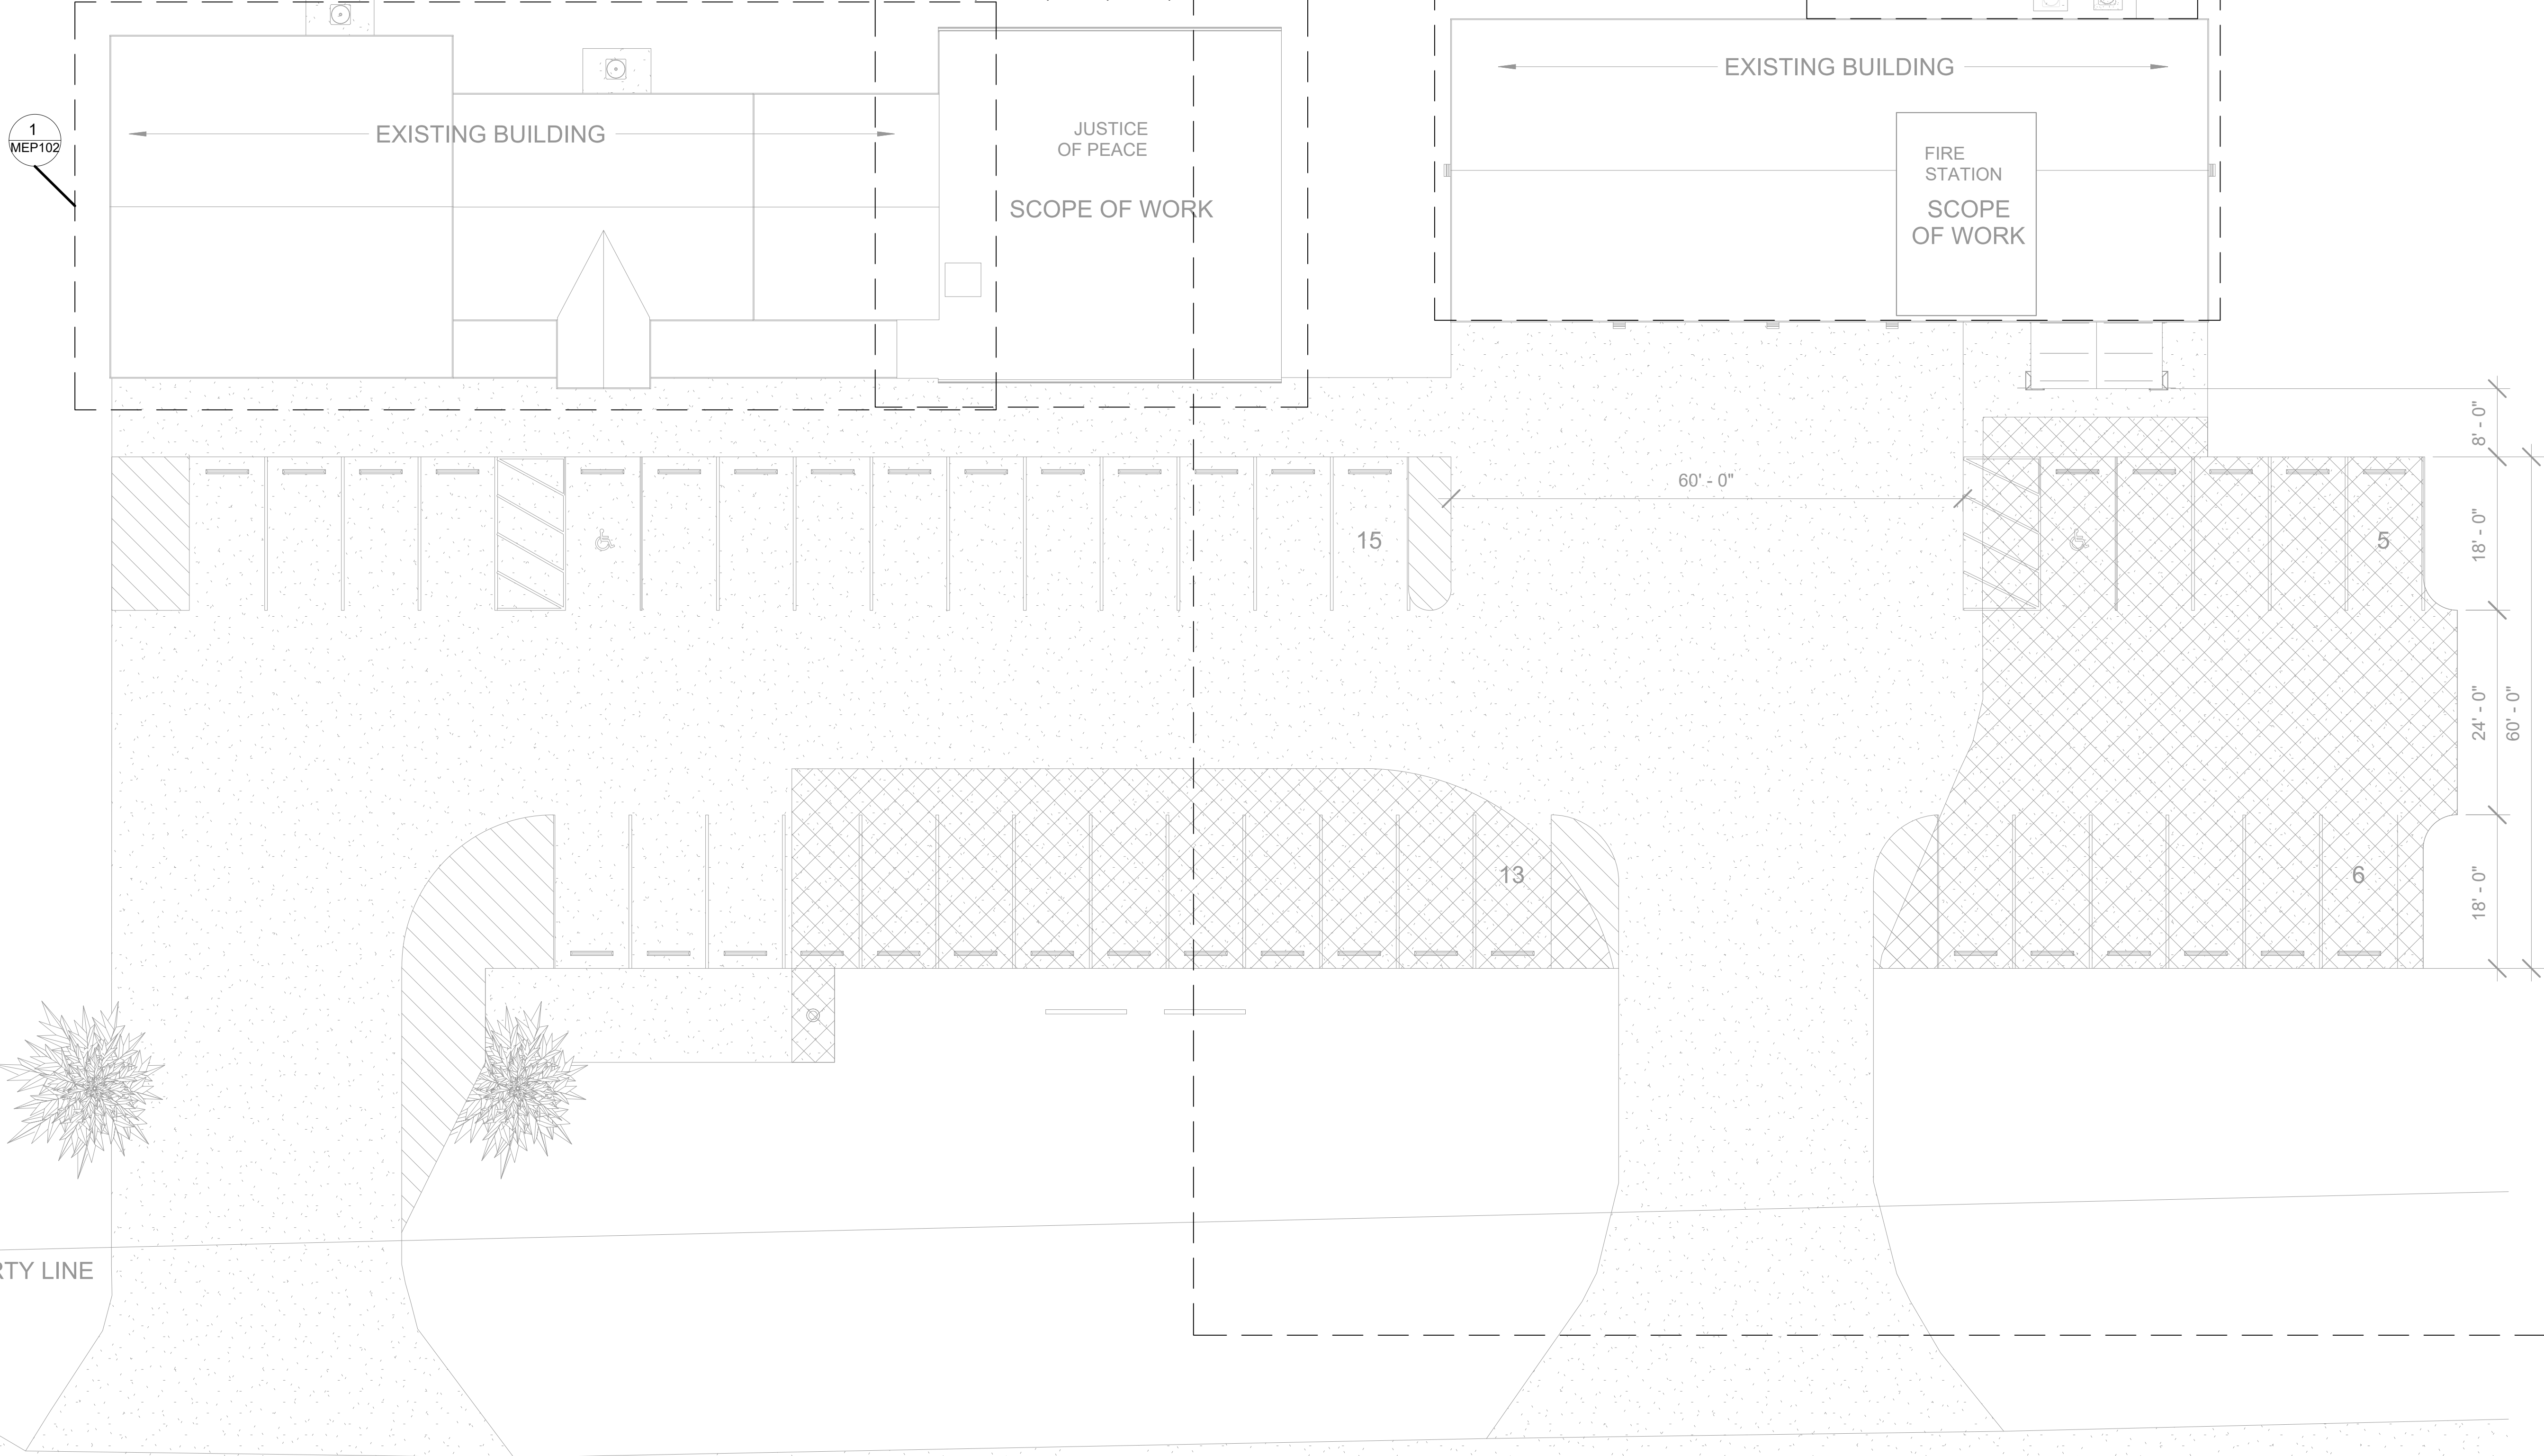 EXISTING BUILDING
1
MEP102
EXISTING BUILDING
JUSTICE
OF PEACE
SCOPE OF WORK
FIRE
STATION
SCOPE
OF WORK
8' - 0"
60' - 0"
15
5
18' - 0"
24' - 0"
60' - 0"
13
6
18' - 0"
RTY LINE